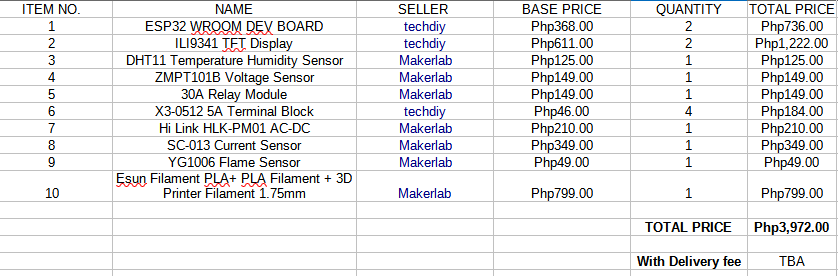 ITEM NO. NAME SELLER BASE PRICE QUANTITY TOTAL PRICE
1 ESP32 WROOM DEV BOARD techdiy Php368.00 2 Php736.00
2 ILI9341 TFT Display techdiy Php611.00 2 Php1,222.00
3 DHT11 Temperature Humidity Sensor Makerlab Php125.00 1 Php125.00
4 ZMPT101B Voltage Sensor Makerlab Php149.00 1 Php149.00
5 30A Relay Module Makerlab Php149.00 1 Php149.00
6 X3-0512 5A Terminal Block techdiy Php46.00 4 Php184.00
7 Hi Link HLK-PM01 AC-DC Makerlab Php210.00 1 Php210.00
8 SC-013 Current Sensor Makerlab Php349.00 1 Php349.00
9 YG1006 Flame Sensor Makerlab Php49.00 1 Php49.00
Esun Filament PLA+ PLA Filament + 3D
10 Printer Filament 1.75mm Makerlab Php799.00 1 Php799.00
TOTAL PRICE Php3,972.00
With Delivery fee TBA